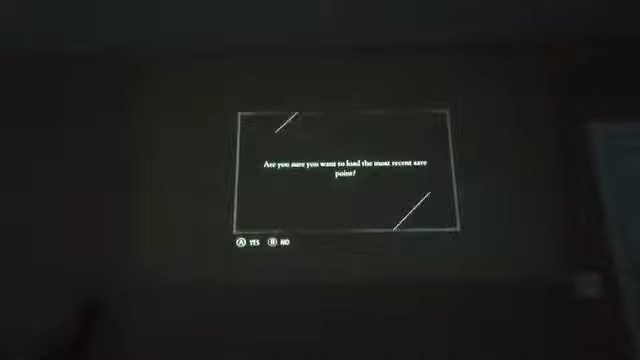 Are you sure you want to load the most recent save
point?
A YES B NO